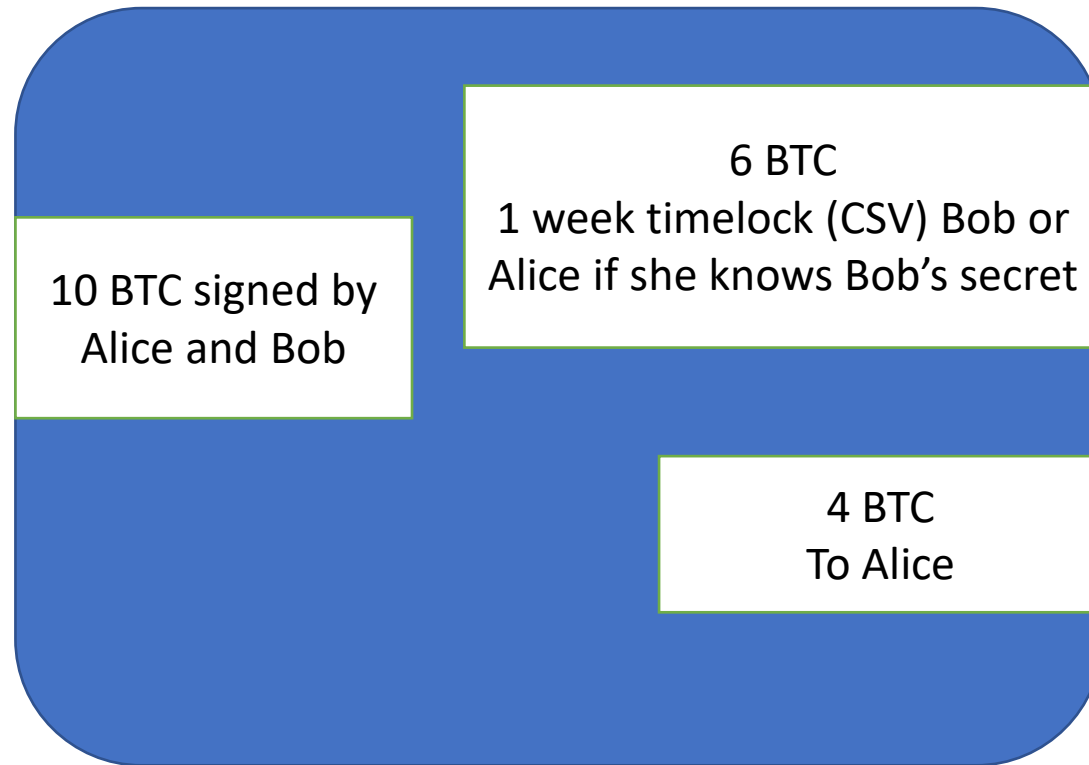 10 BTC signed by
Alice and Bob
6 BTC
1 week timelock (CSV) Bob or
Alice if she knows Bob’s secret
4 BTC
To Alice